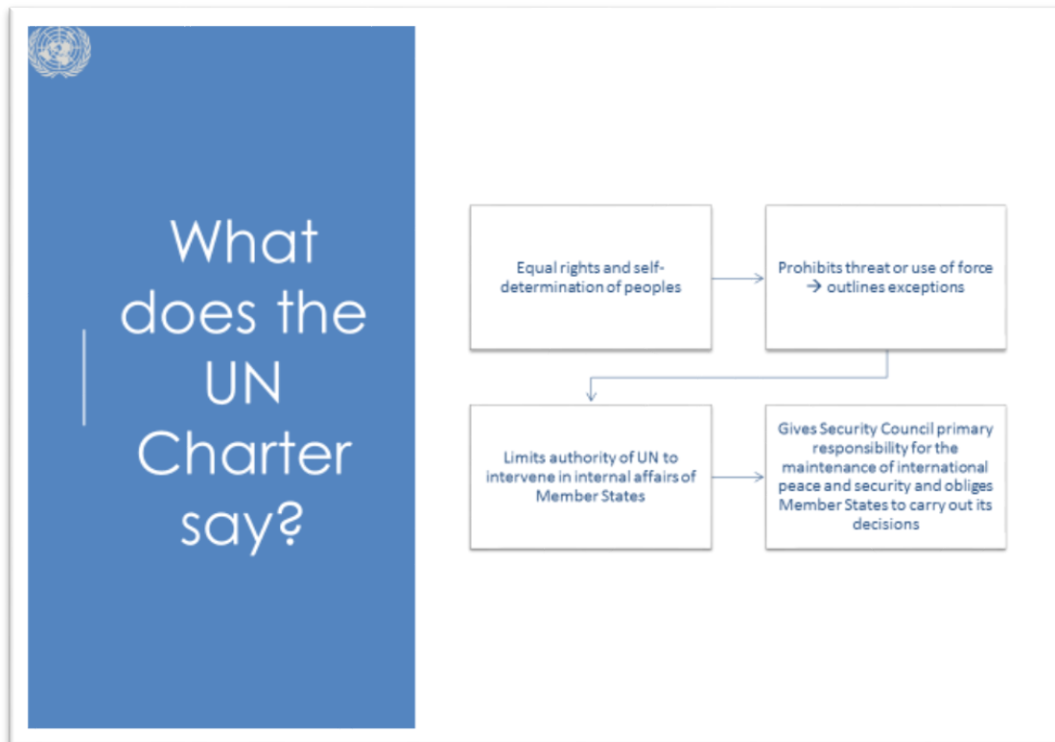 What
does the
UN
Charter
say?
Equal rights and self-
determination of peoples
Prohibits threat or use of force
→ outlines exceptions
Limits authority of UN to
intervene in internal affairs of
Member States
Gives Security Council primary
responsibility for the
maintenance of international
peace and security and obliges
Member States to carry out its
decisions